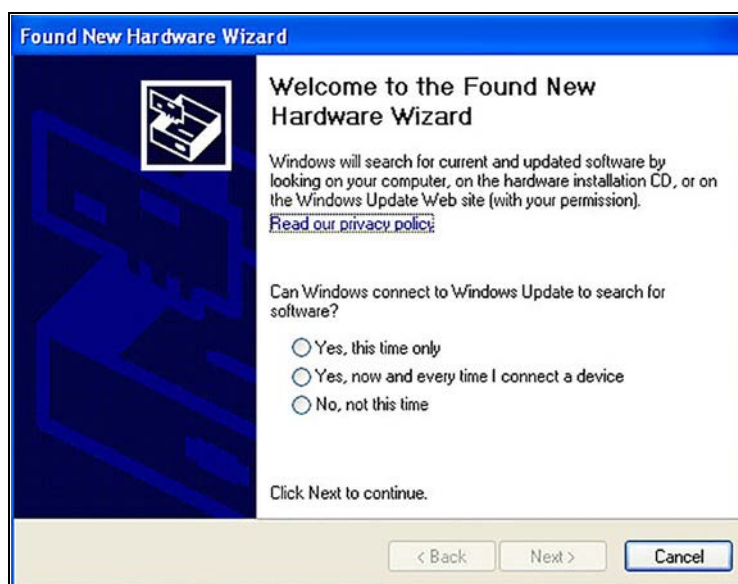 Found New Hardware Wizard
Welcome to the Found New
Hardware Wizard
Windows will search for current and updated software by
looking on your computer, on the hardware installation CD, or on
the Windows Update Web site (with your permission).
Read our privacy policy
Can Windows connect to Windows Update to search for
software?
Yes, this time only
Yes, now and every time I connect a device
No, not this time
Click Next to continue.
< Back Next > Cancel